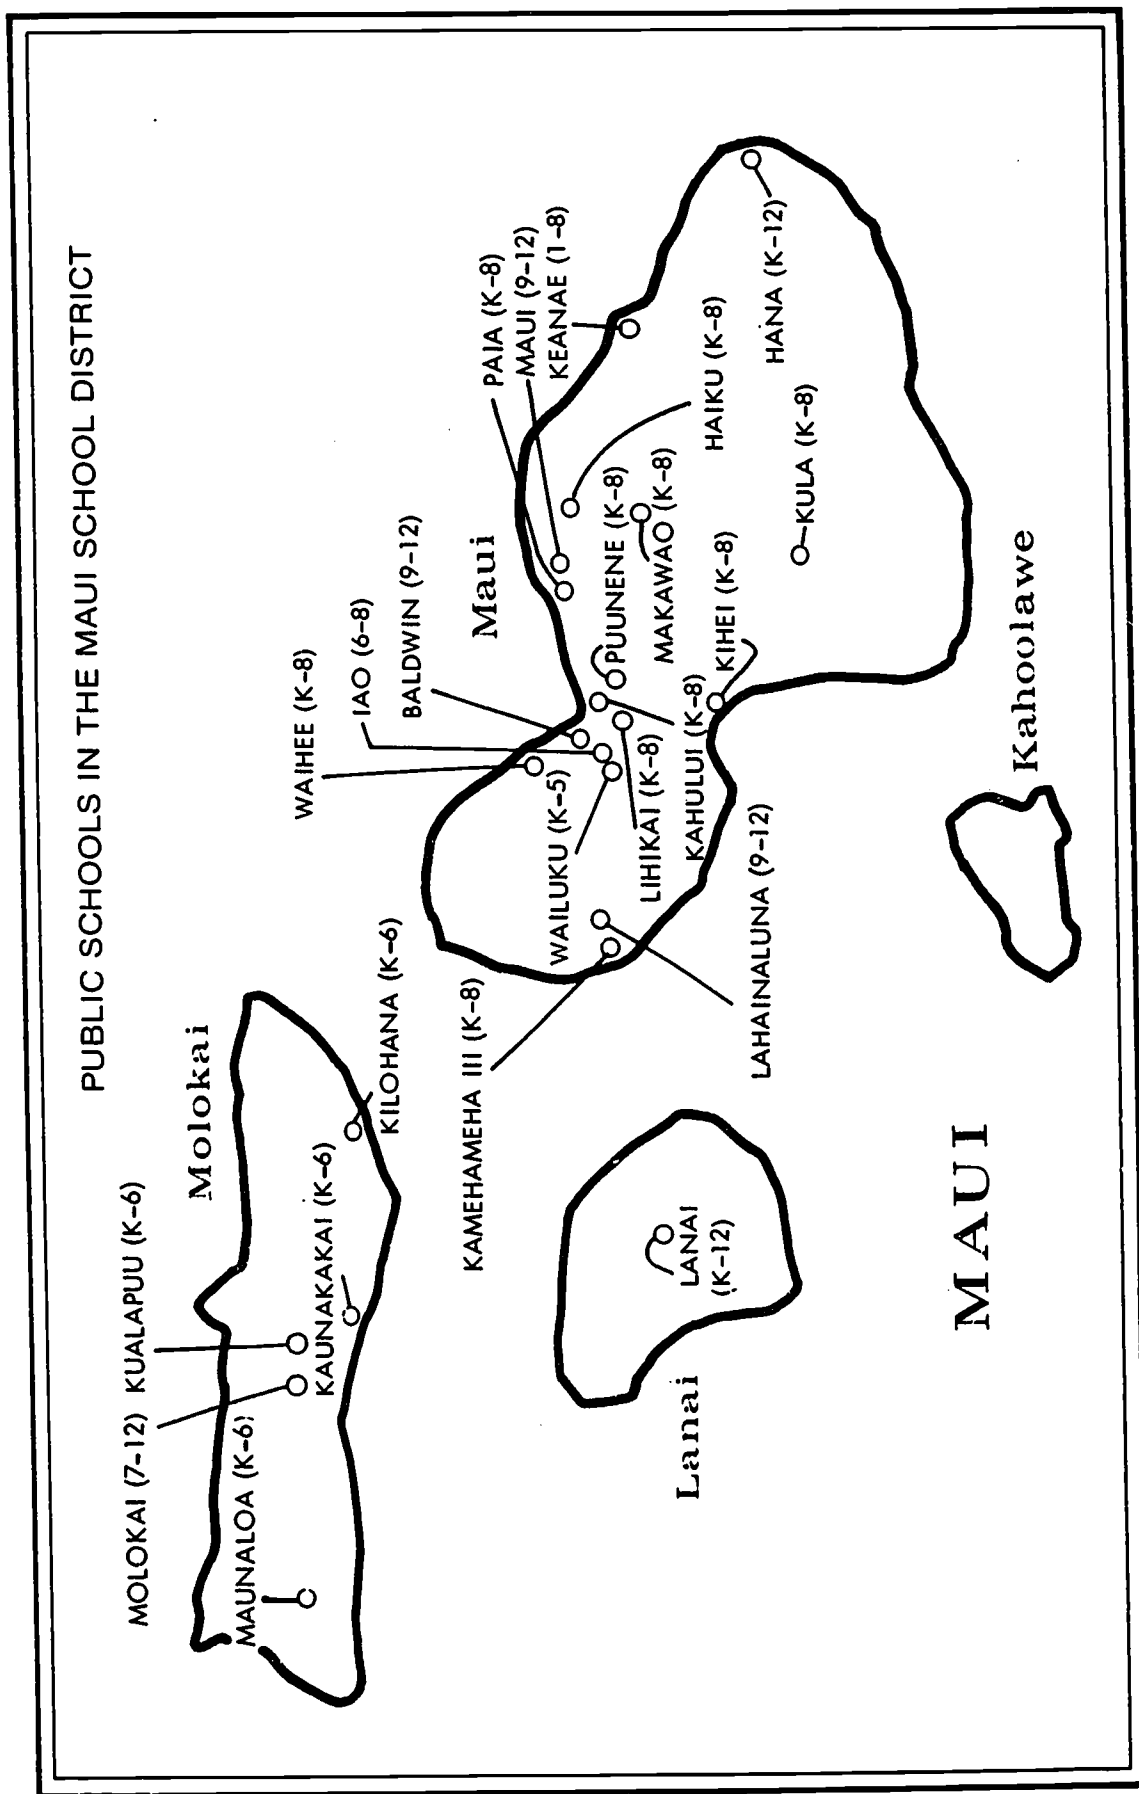 PUBLIC SCHOOLS IN THE MAUI SCHOOL DISTRICT
Molokai
MOLOKAI (7-12)
KUALAPUU (K-6)
MAUNALOA (K-6)
KAUNAKAKAI (K-6)
KILOHANA (K-6)
WAIHEE (K-8)
IAO (6-8)
BALDWIN (9-12)
Maui
PAIA (K-8)
MAUI (9-12)
KEANAE (1-8)
KAMEHAMEHA III (K-8)
WAILUKU (K-5)
LIHIKAI (K-8)
KAHULUI (K-8)
PUUNENE (K-8)
MAKAWAO (K-8)
HAIKU (K-8)
KIHEI (K-8)
HANA (K-12)
KULA (K-8)
LAHAINALUNA (9-12)
Lanai
LANAI
(K-12)
Kahoolawe
MAUI